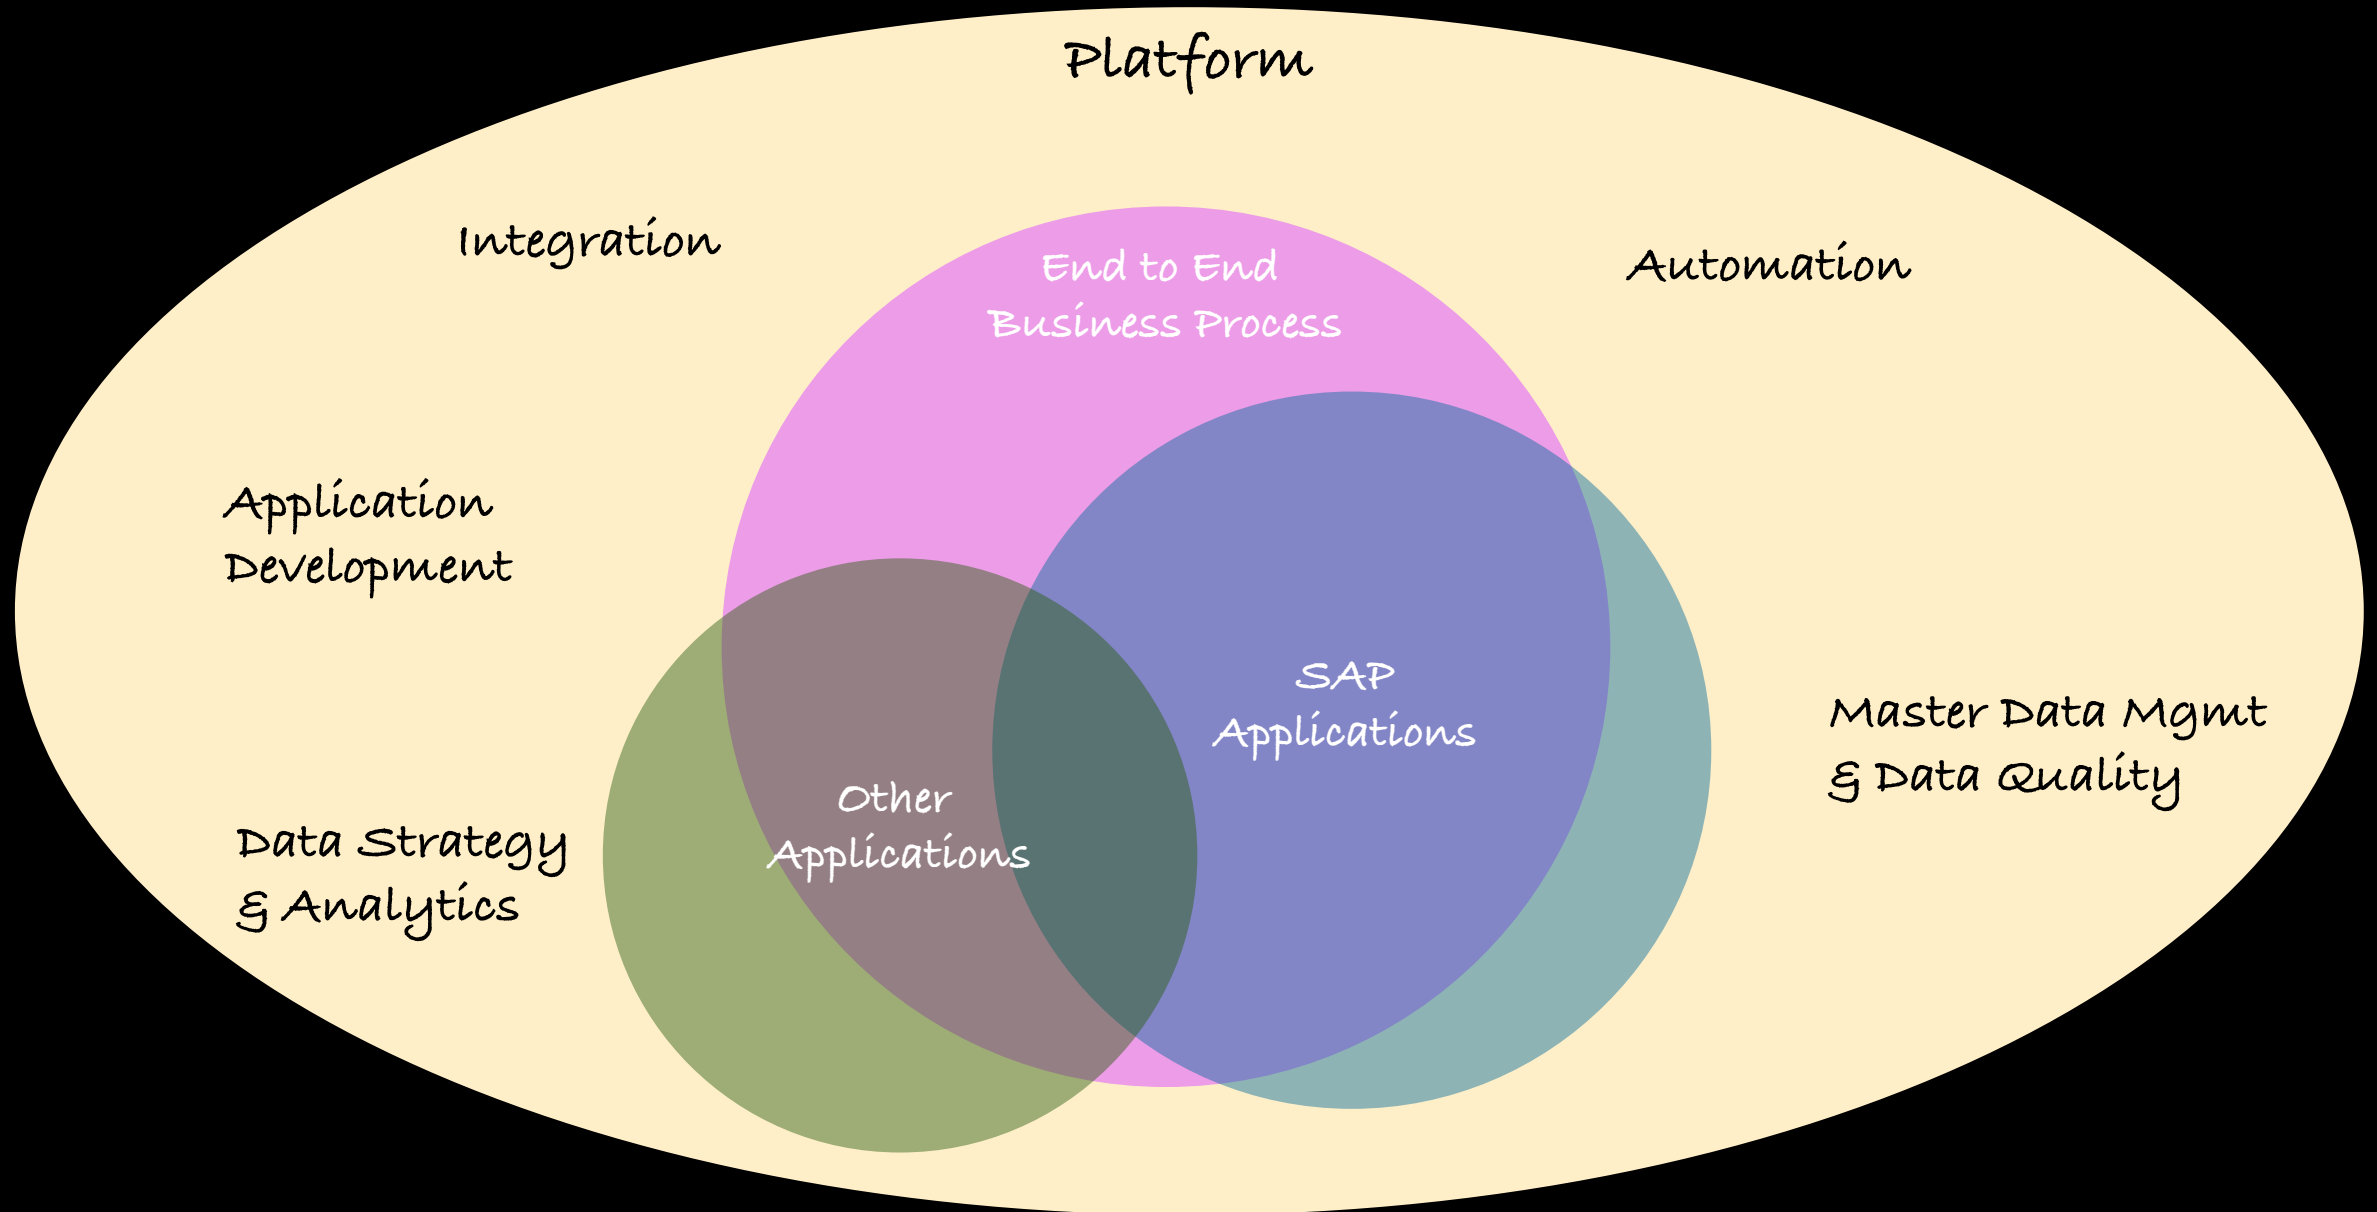 Platform
Integration
Automation
End to End
Business Process
Application
Development
SAP
Applications
Master Data Mgmt
& Data Quality
Other
Applications
Data Strategy
& Analytics